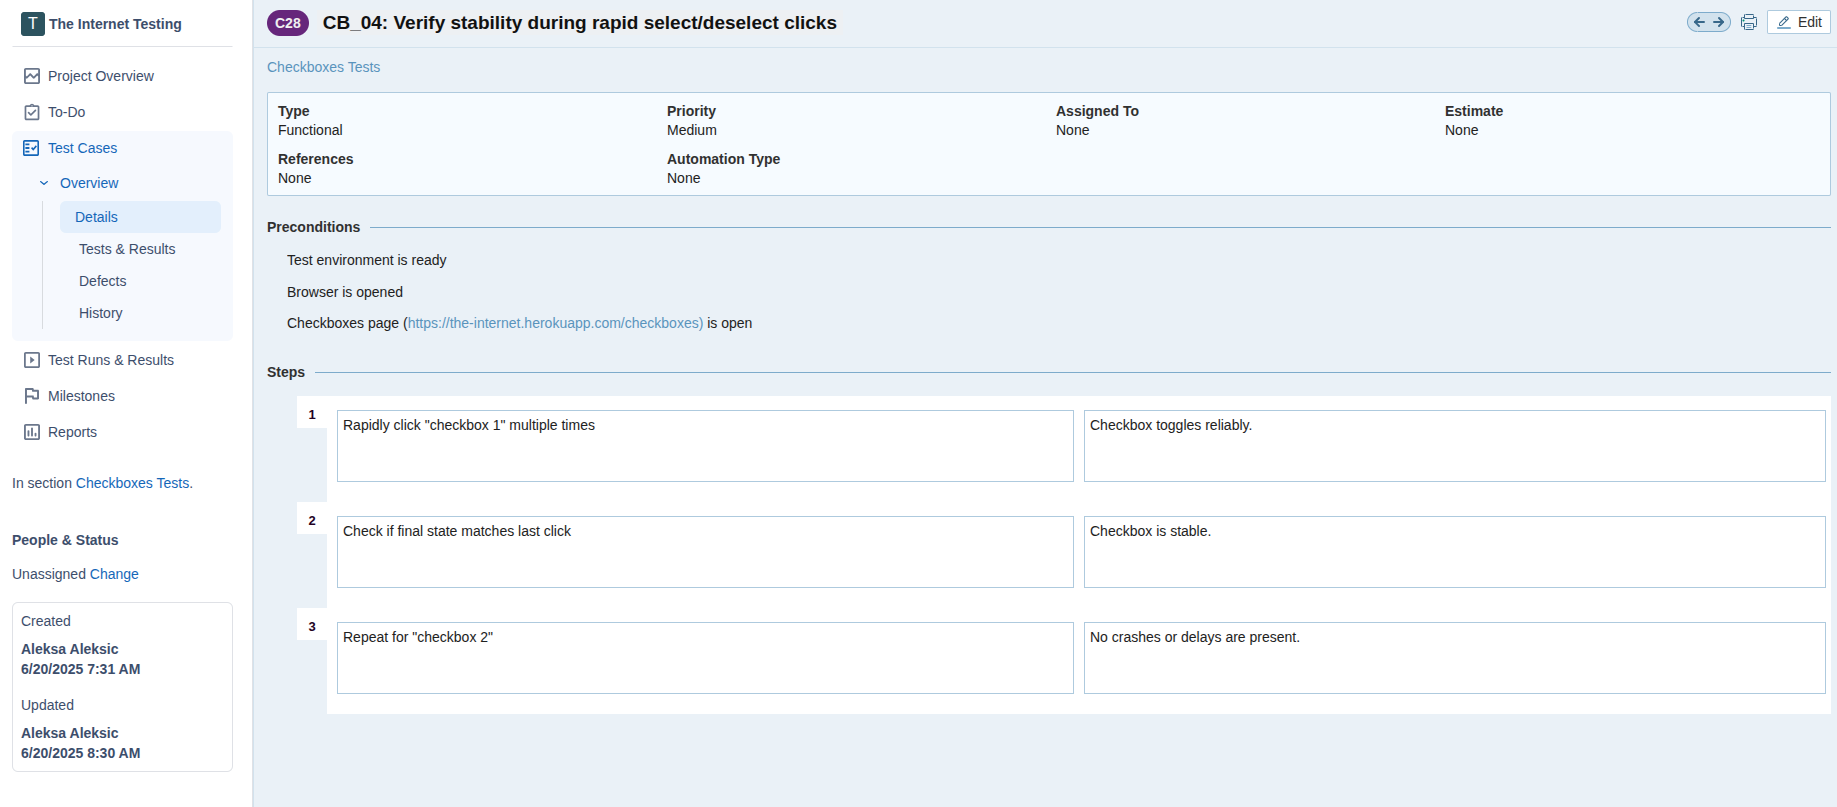 T The Internet Testing
Project Overview
To-Do
Test Cases
Overview
Details
Tests & Results
Defects
History
Test Runs & Results
Milestones
Reports
In section Checkboxes Tests.
People & Status
Unassigned Change
Created
Aleksa Aleksic
6/20/2025 7:31 AM
Updated
Aleksa Aleksic
6/20/2025 8:30 AM
C28 CB_04: Verify stability during rapid select/deselect clicks
Edit
Checkboxes Tests
Type Priority Assigned To Estimate
Functional Medium None None
References Automation Type
None None
Preconditions
Test environment is ready
Browser is opened
Checkboxes page (https://the-internet.herokuapp.com/checkboxes) is open
Steps
1 Rapidly click "checkbox 1" multiple times Checkbox toggles reliably.
2 Check if final state matches last click Checkbox is stable.
3 Repeat for "checkbox 2" No crashes or delays are present.